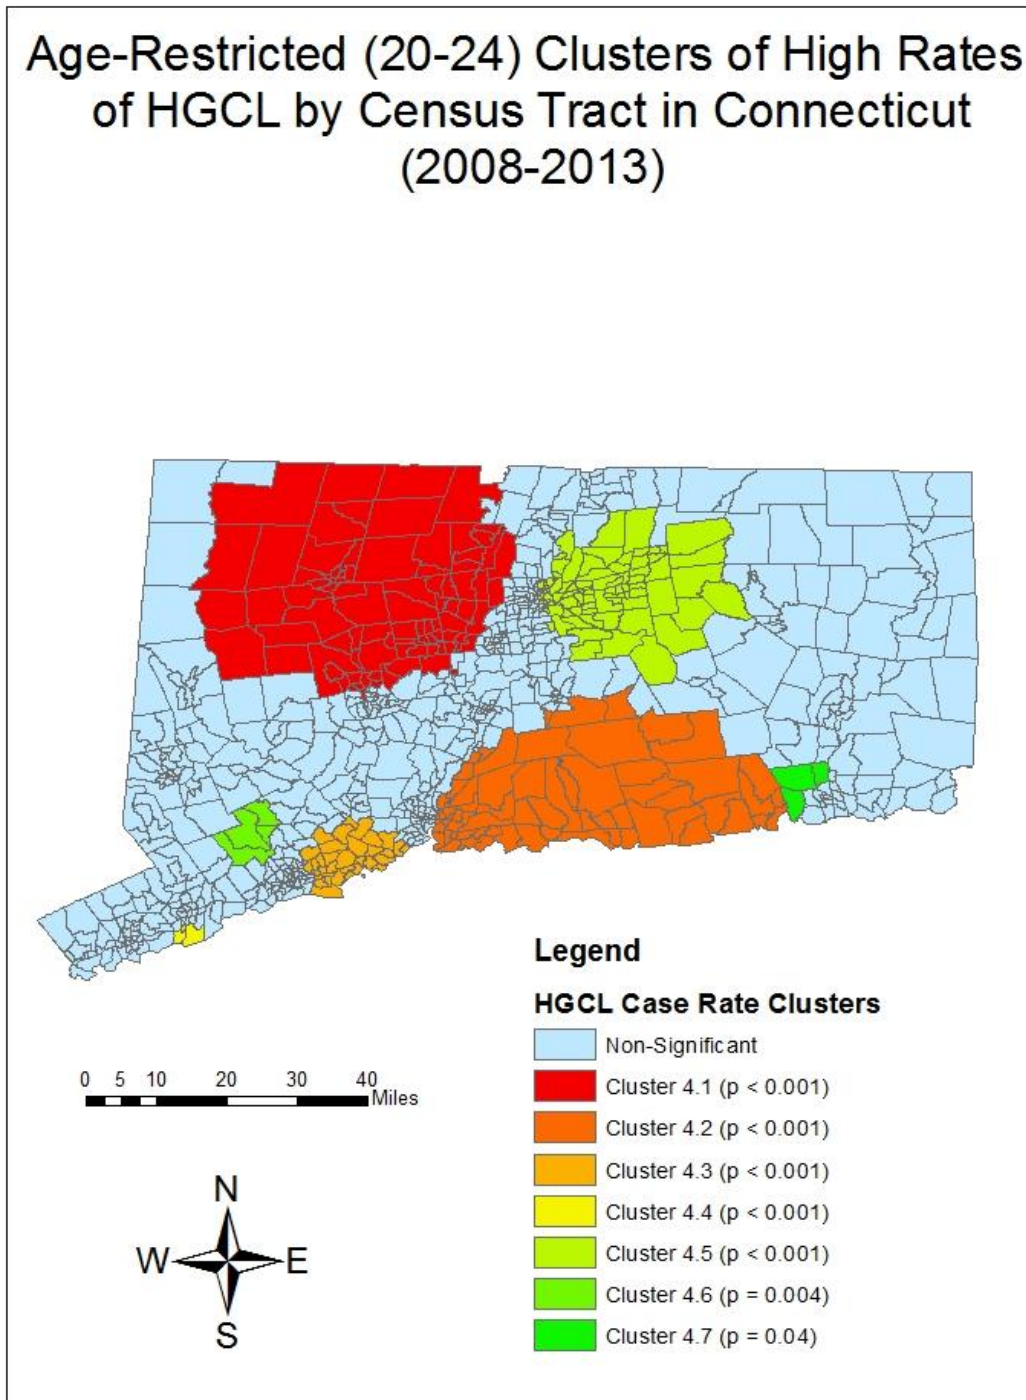 Age-Restricted (20-24) Clusters of High Rates
of HGCL by Census Tract in Connecticut
(2008-2013)
Legend
HGCL Case Rate Clusters
Non-Significant
Cluster 4.1 (p < 0.001)
Cluster 4.2 (p < 0.001)
Cluster 4.3 (p < 0.001)
Cluster 4.4 (p < 0.001)
Cluster 4.5 (p < 0.001)
Cluster 4.6 (p = 0.004)
Cluster 4.7 (p = 0.04)
0 5 10 20 30 40
Miles
N
W E
S